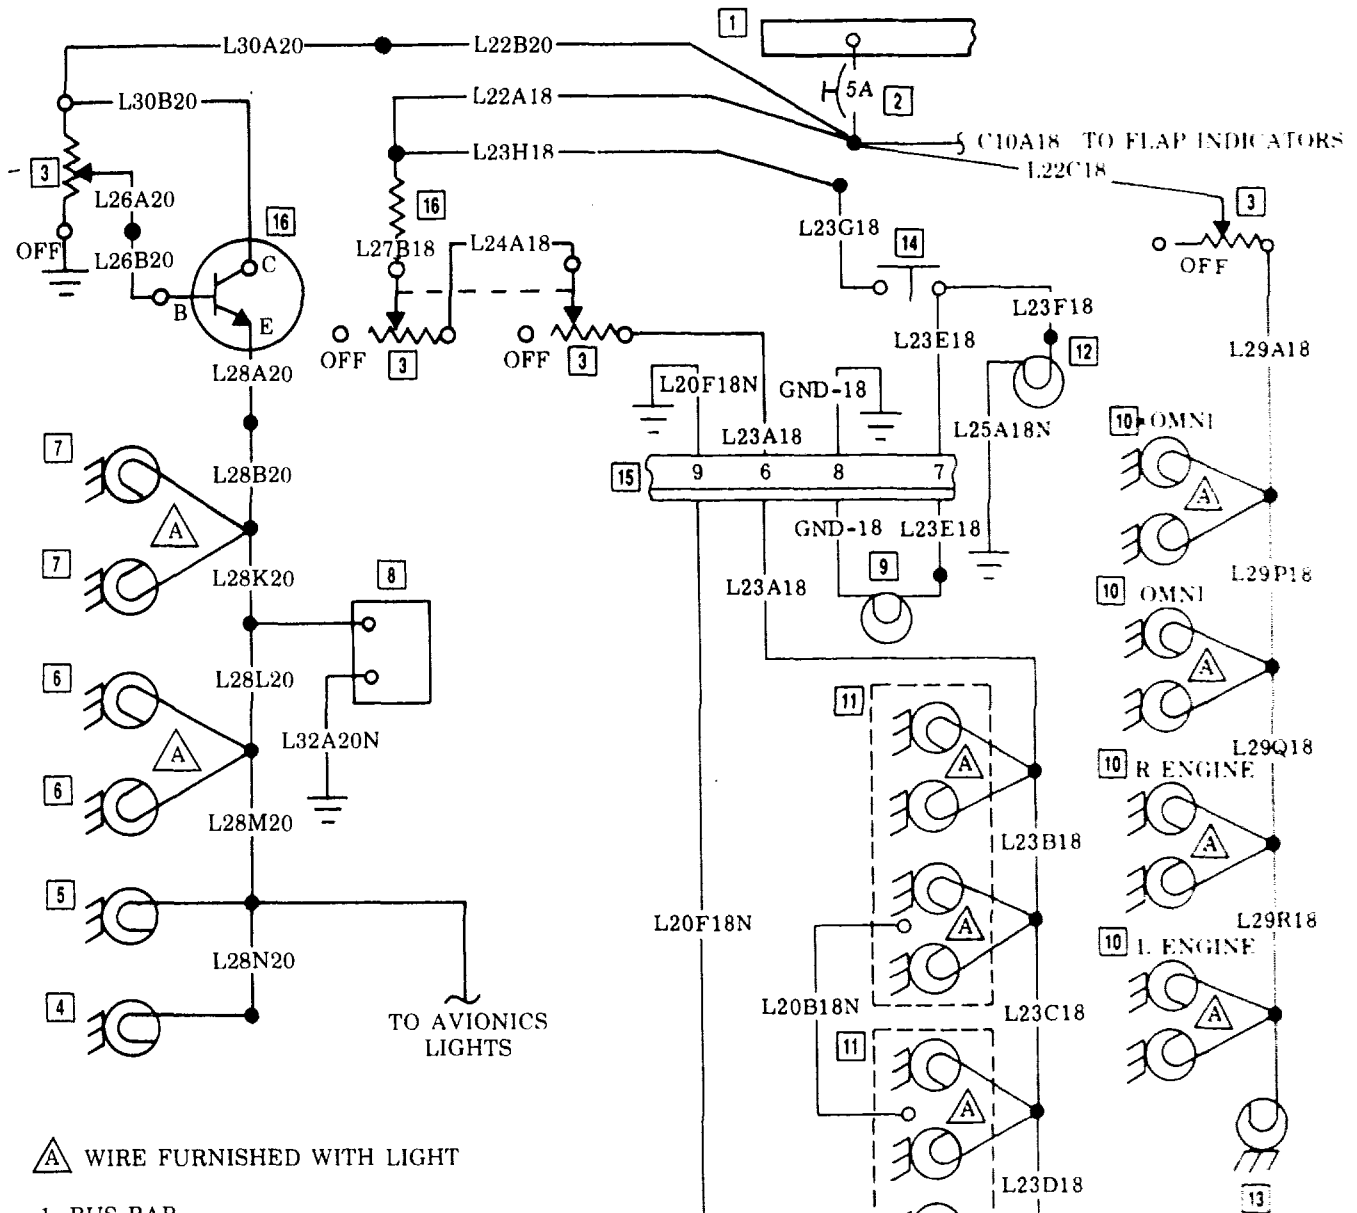 1
L30A20
L22B20
5A
2
L30B20
L22A18
C10A18 TO FLAP INDICATORS
L23H18
L22C18
3
L26A20
16
16
3
L27B18
L24A18
L23G18
14
OFF
L26B20
C
OFF
B
E
L23F18
OFF
3
OFF
3
L23E18
12
L29A18
L28A20
L20F18N
GND-18
L23A18
L25A18N
10 OMNI
7
L28B20
15
9
6
8
7
A
A
GND-18
L23E18
7
L28K20
8
L23A18
9
L29P18
10 OMNI
A
6
L28L20
11
A
L32A20N
A
L29Q18
10 R ENGINE
6
L28M20
L23B18
A
5
L20F18N
A
L29R18
10 L ENGINE
L28N20
4
L20B18N
L23C18
A
TO AVIONICS
LIGHTS
11
A
A WIRE FURNISHED WITH LIGHT
L23D18
13
1 BUS BAR